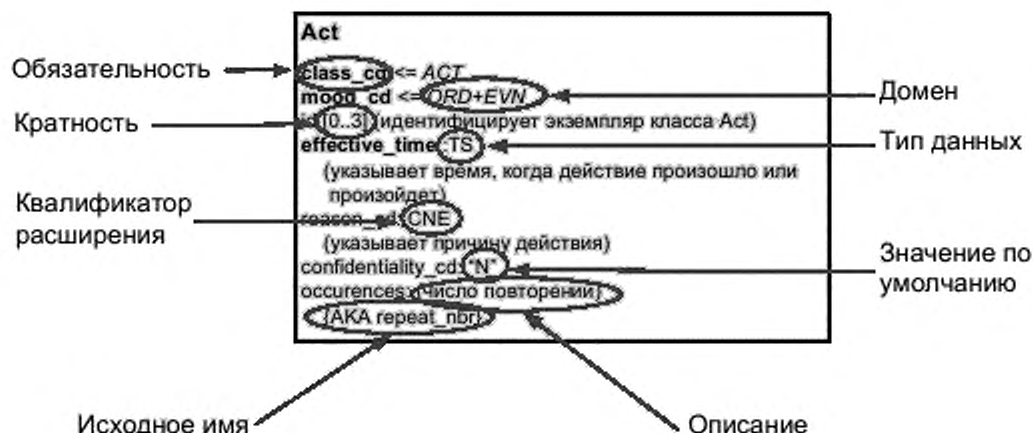 Act
Обязательность
class_cd <= ACT
mood_cd <= ORD+EVN
Домен
Кратность
id [0..3] (идентифицирует экземпляр класса Act)
effective_time :TS
Тип данных
(указывает время, когда действие произошло или
произойдет)
Квалификатор
расширения
reason_cd: CNE
(указывает причину действия)
confidentiality_cd: "N"
Значение по
умолчанию
occurences: (число повторении)
{AKA repeat_nbr}
Исходное имя
Описание